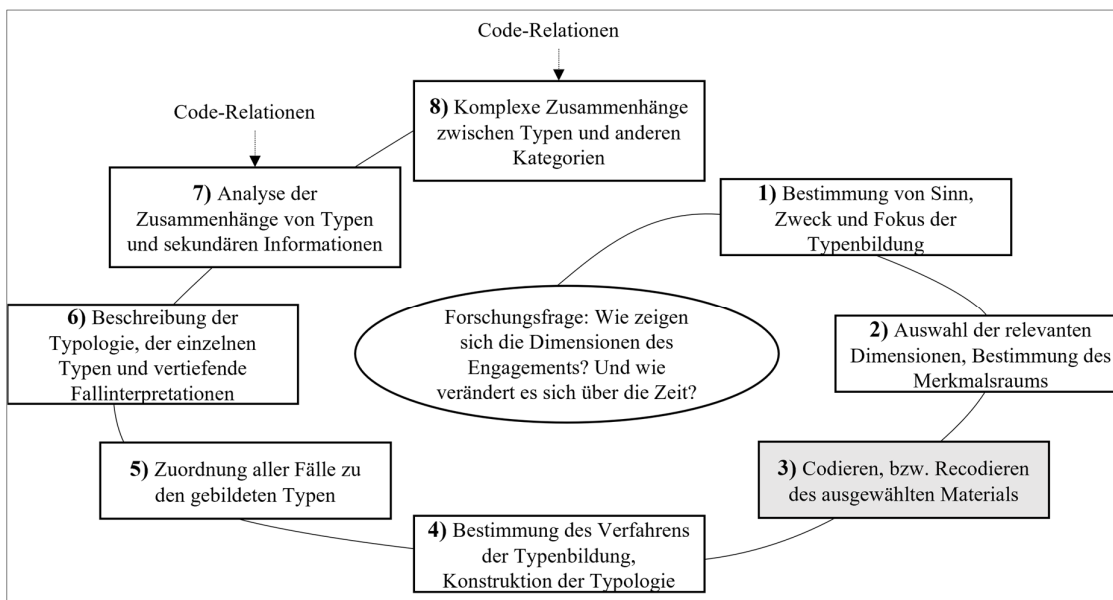 Code-Relationen
8) Komplexe Zusammenhänge
zwischen Typen und anderen
Kategorien
Code-Relationen
7) Analyse der
Zusammenhänge von Typen
und sekundären Informationen
1) Bestimmung von Sinn,
Zweck und Fokus der
Typenbildung
6) Beschreibung der
Typologie, der einzelnen
Typen und vertiefende
Fallinterpretationen
Forschungsfrage: Wie zeigen
sich die Dimensionen des
Engagements? Und wie
verändert es sich über die Zeit?
2) Auswahl der relevanten
Dimensionen, Bestimmung des
Merkmalsraums
5) Zuordnung aller Fälle zu
den gebildeten Typen
3) Codieren, bzw. Recodieren
des ausgewählten Materials
4) Bestimmung des Verfahrens
der Typenbildung,
Konstruktion der Typologie